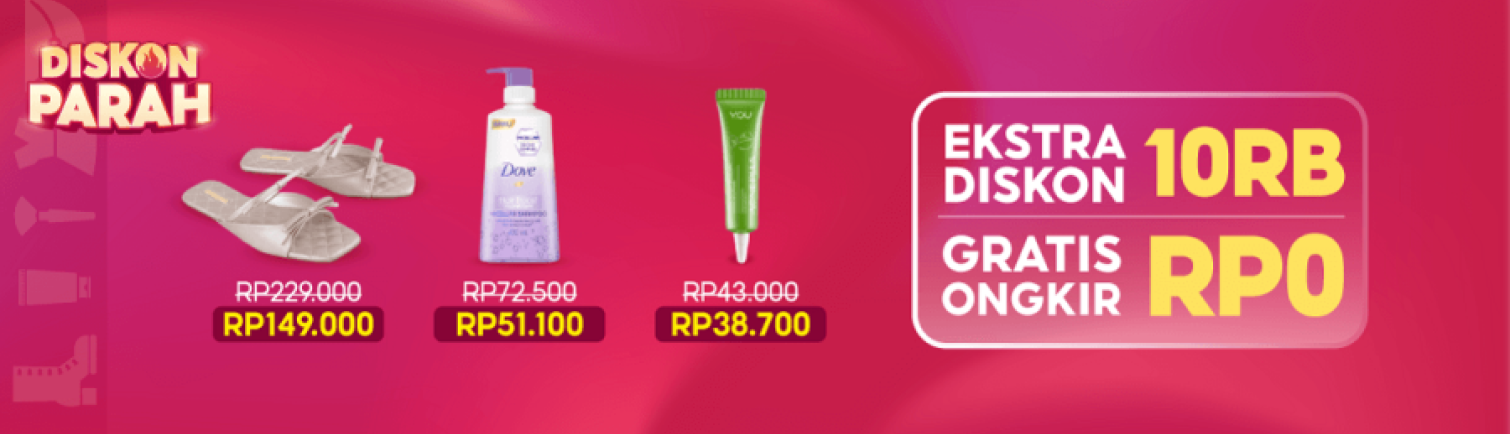 DISKON
PARAH
Dove
YOU
RP229.000
RP149.000
RP72.500
RP51.100
RP43.000
RP38.700
EKSTRA
DISKON
10RB
GRATIS
ONGKIR
RP0